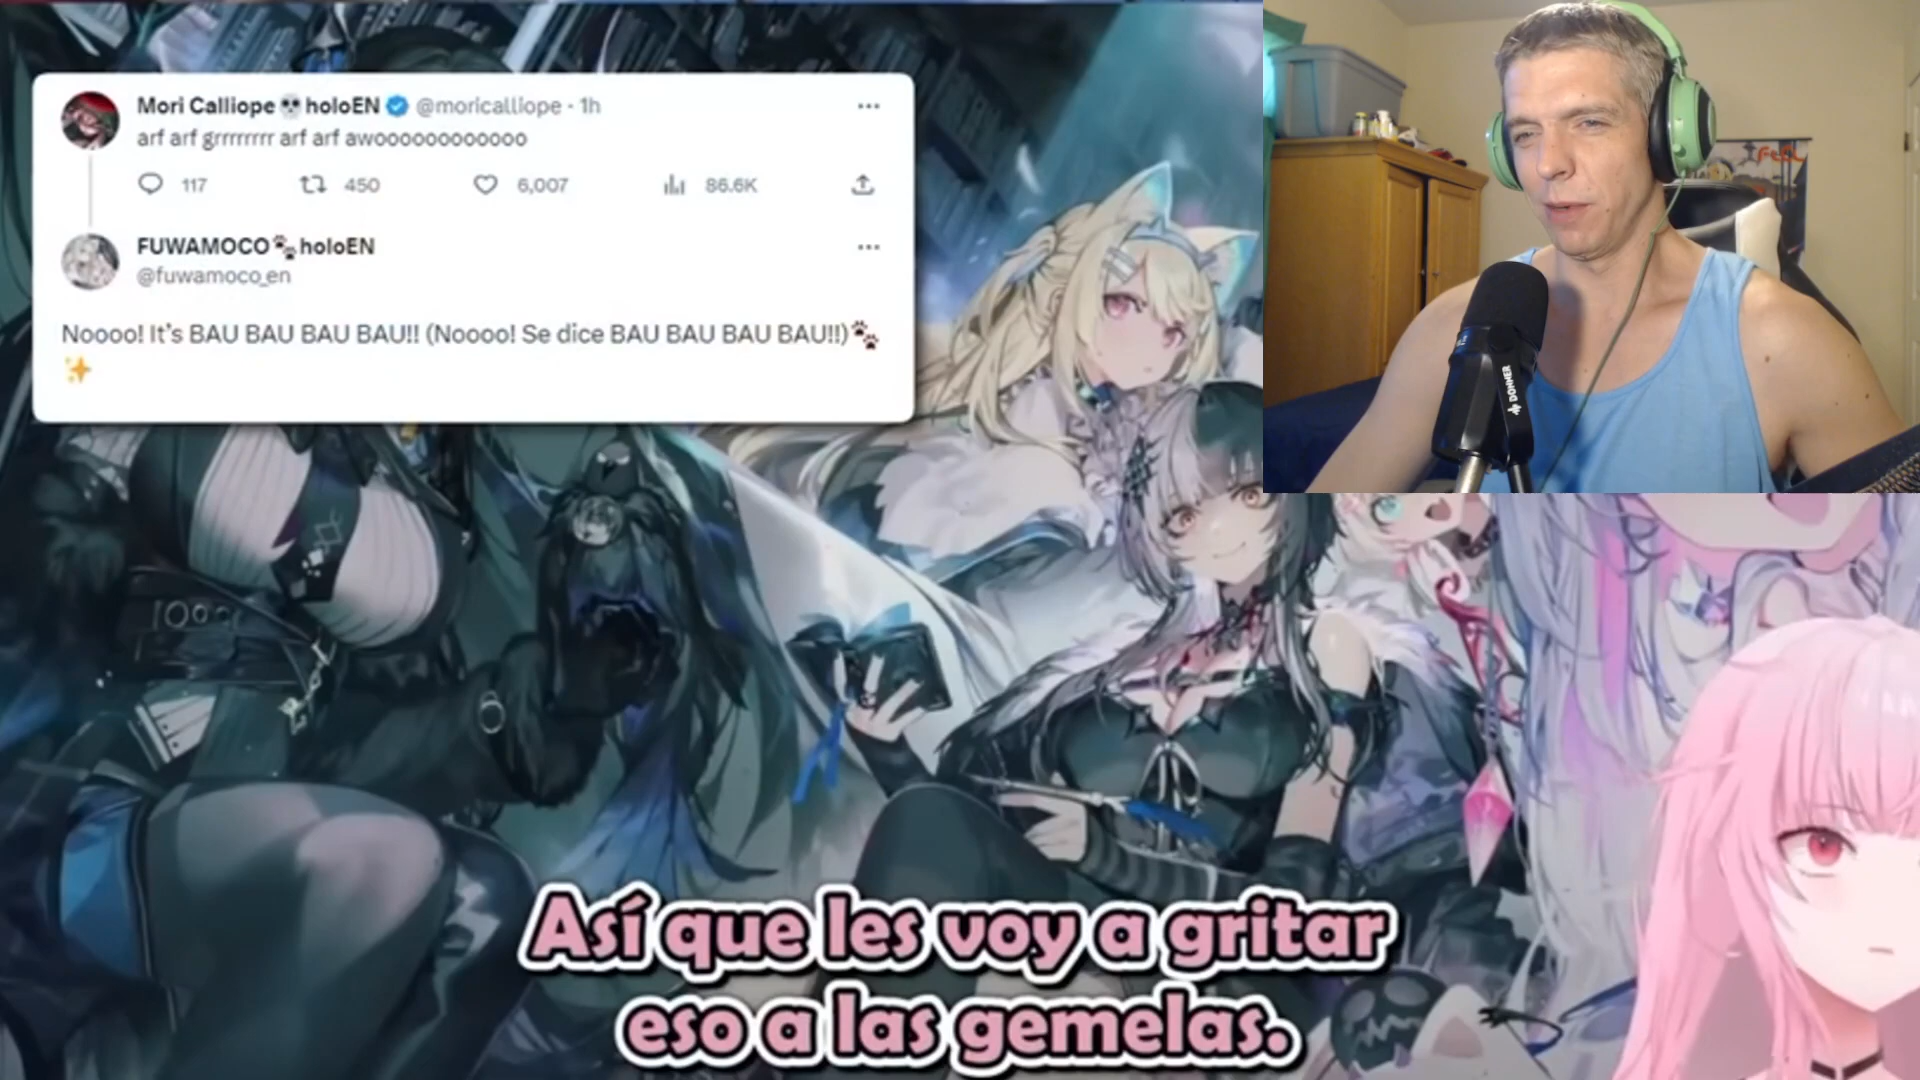 Mori Calliope💀holoEN @moricalliope · 1h
arf arf grrrrrrrr arf arf awooooooooooooo
117 450 6,007 86.6K
FUWAMOCO🐾holoEN
@fuwamoco_en
Noooo! It's BAU BAU BAU BAU!! (Noooo! Se dice BAU BAU BAU BAU!!)🐾
✨
DONNER
Así que les voy a gritar
eso a las gemelas.